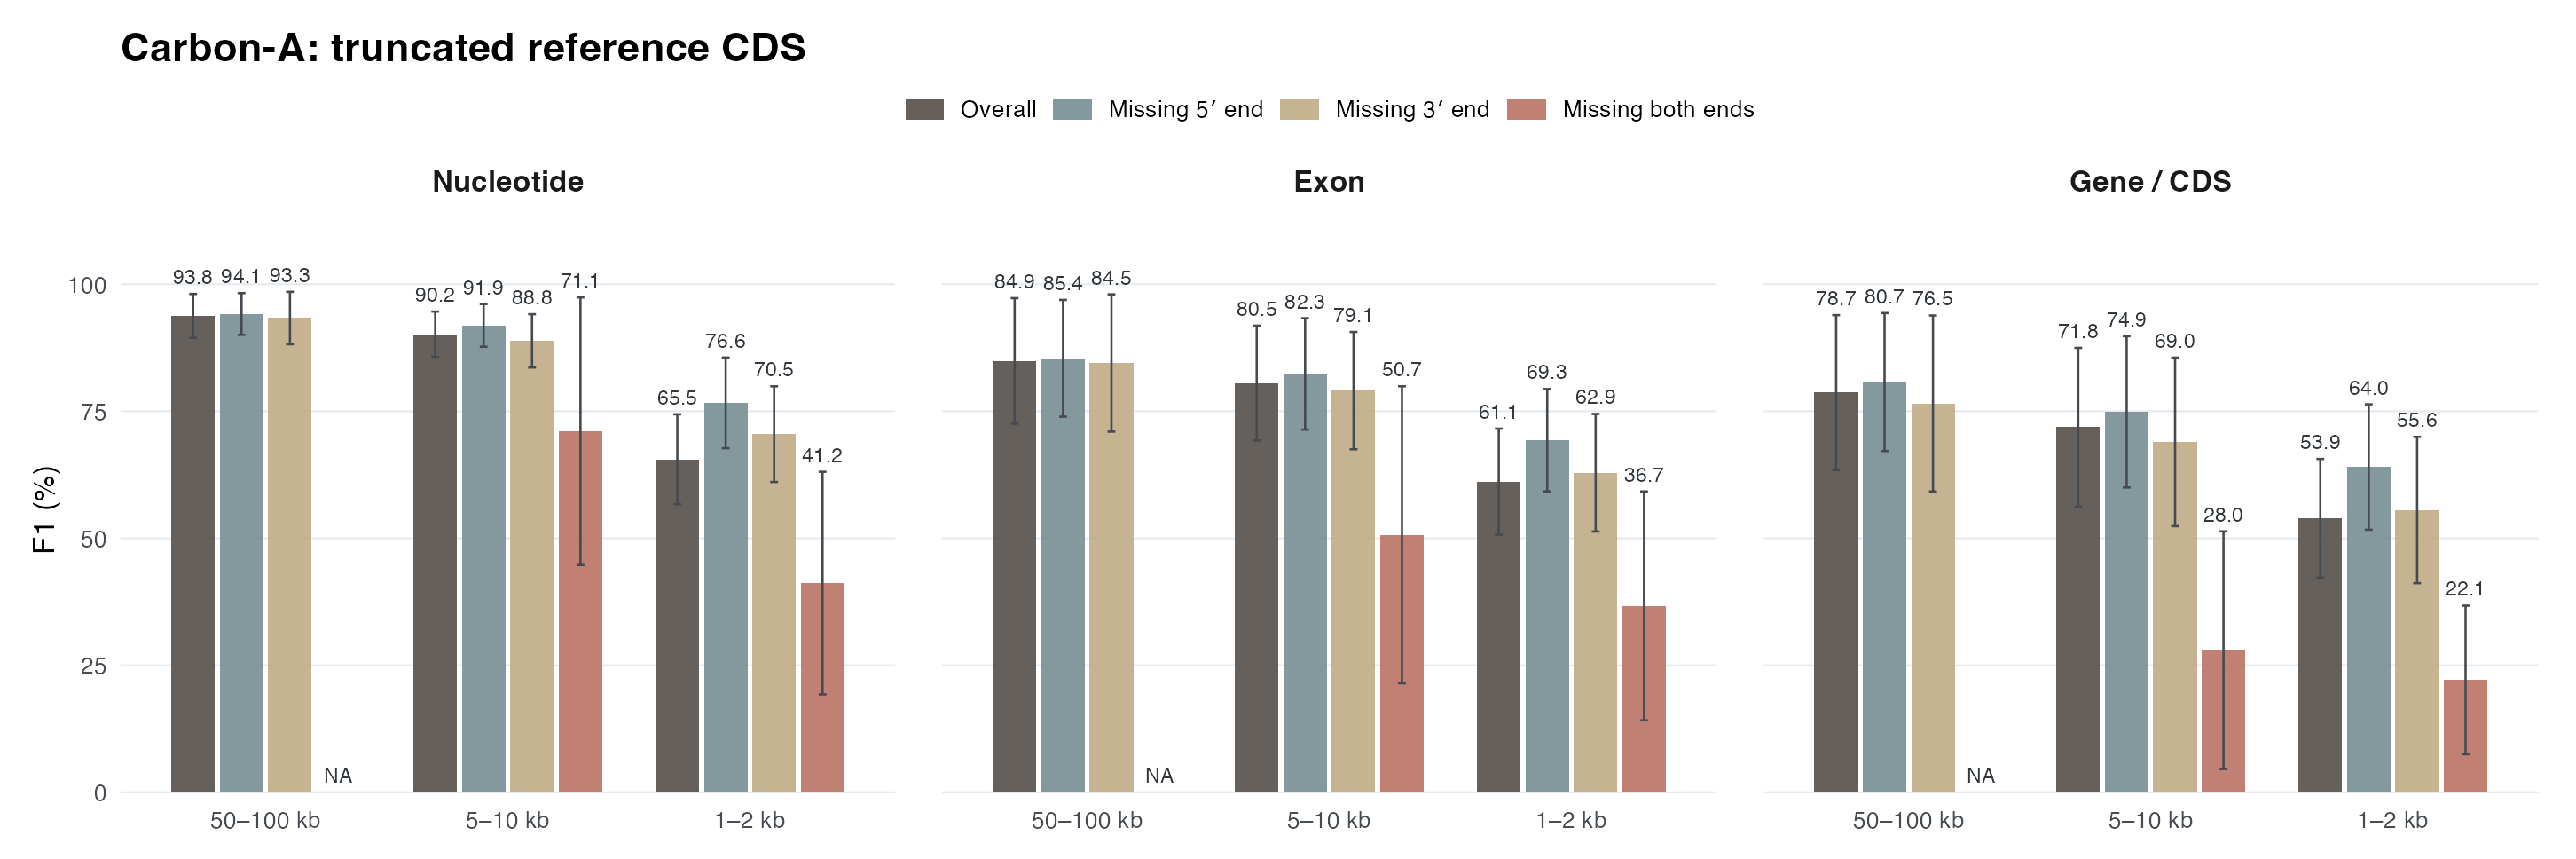 Carbon-A: truncated reference CDS
Overall Missing 5′ end Missing 3′ end Missing both ends
Nucleotide Exon Gene / CDS
F1 (%)
100
75
50
25
0
93.8 94.1 93.3 NA
90.2 91.9 88.8 71.1
65.5 76.6 70.5 41.2
50–100 kb 5–10 kb 1–2 kb
84.9 85.4 84.5 NA
80.5 82.3 79.1 50.7
61.1 69.3 62.9 36.7
50–100 kb 5–10 kb 1–2 kb
78.7 80.7 76.5 NA
71.8 74.9 69.0 28.0
53.9 64.0 55.6 22.1
50–100 kb 5–10 kb 1–2 kb